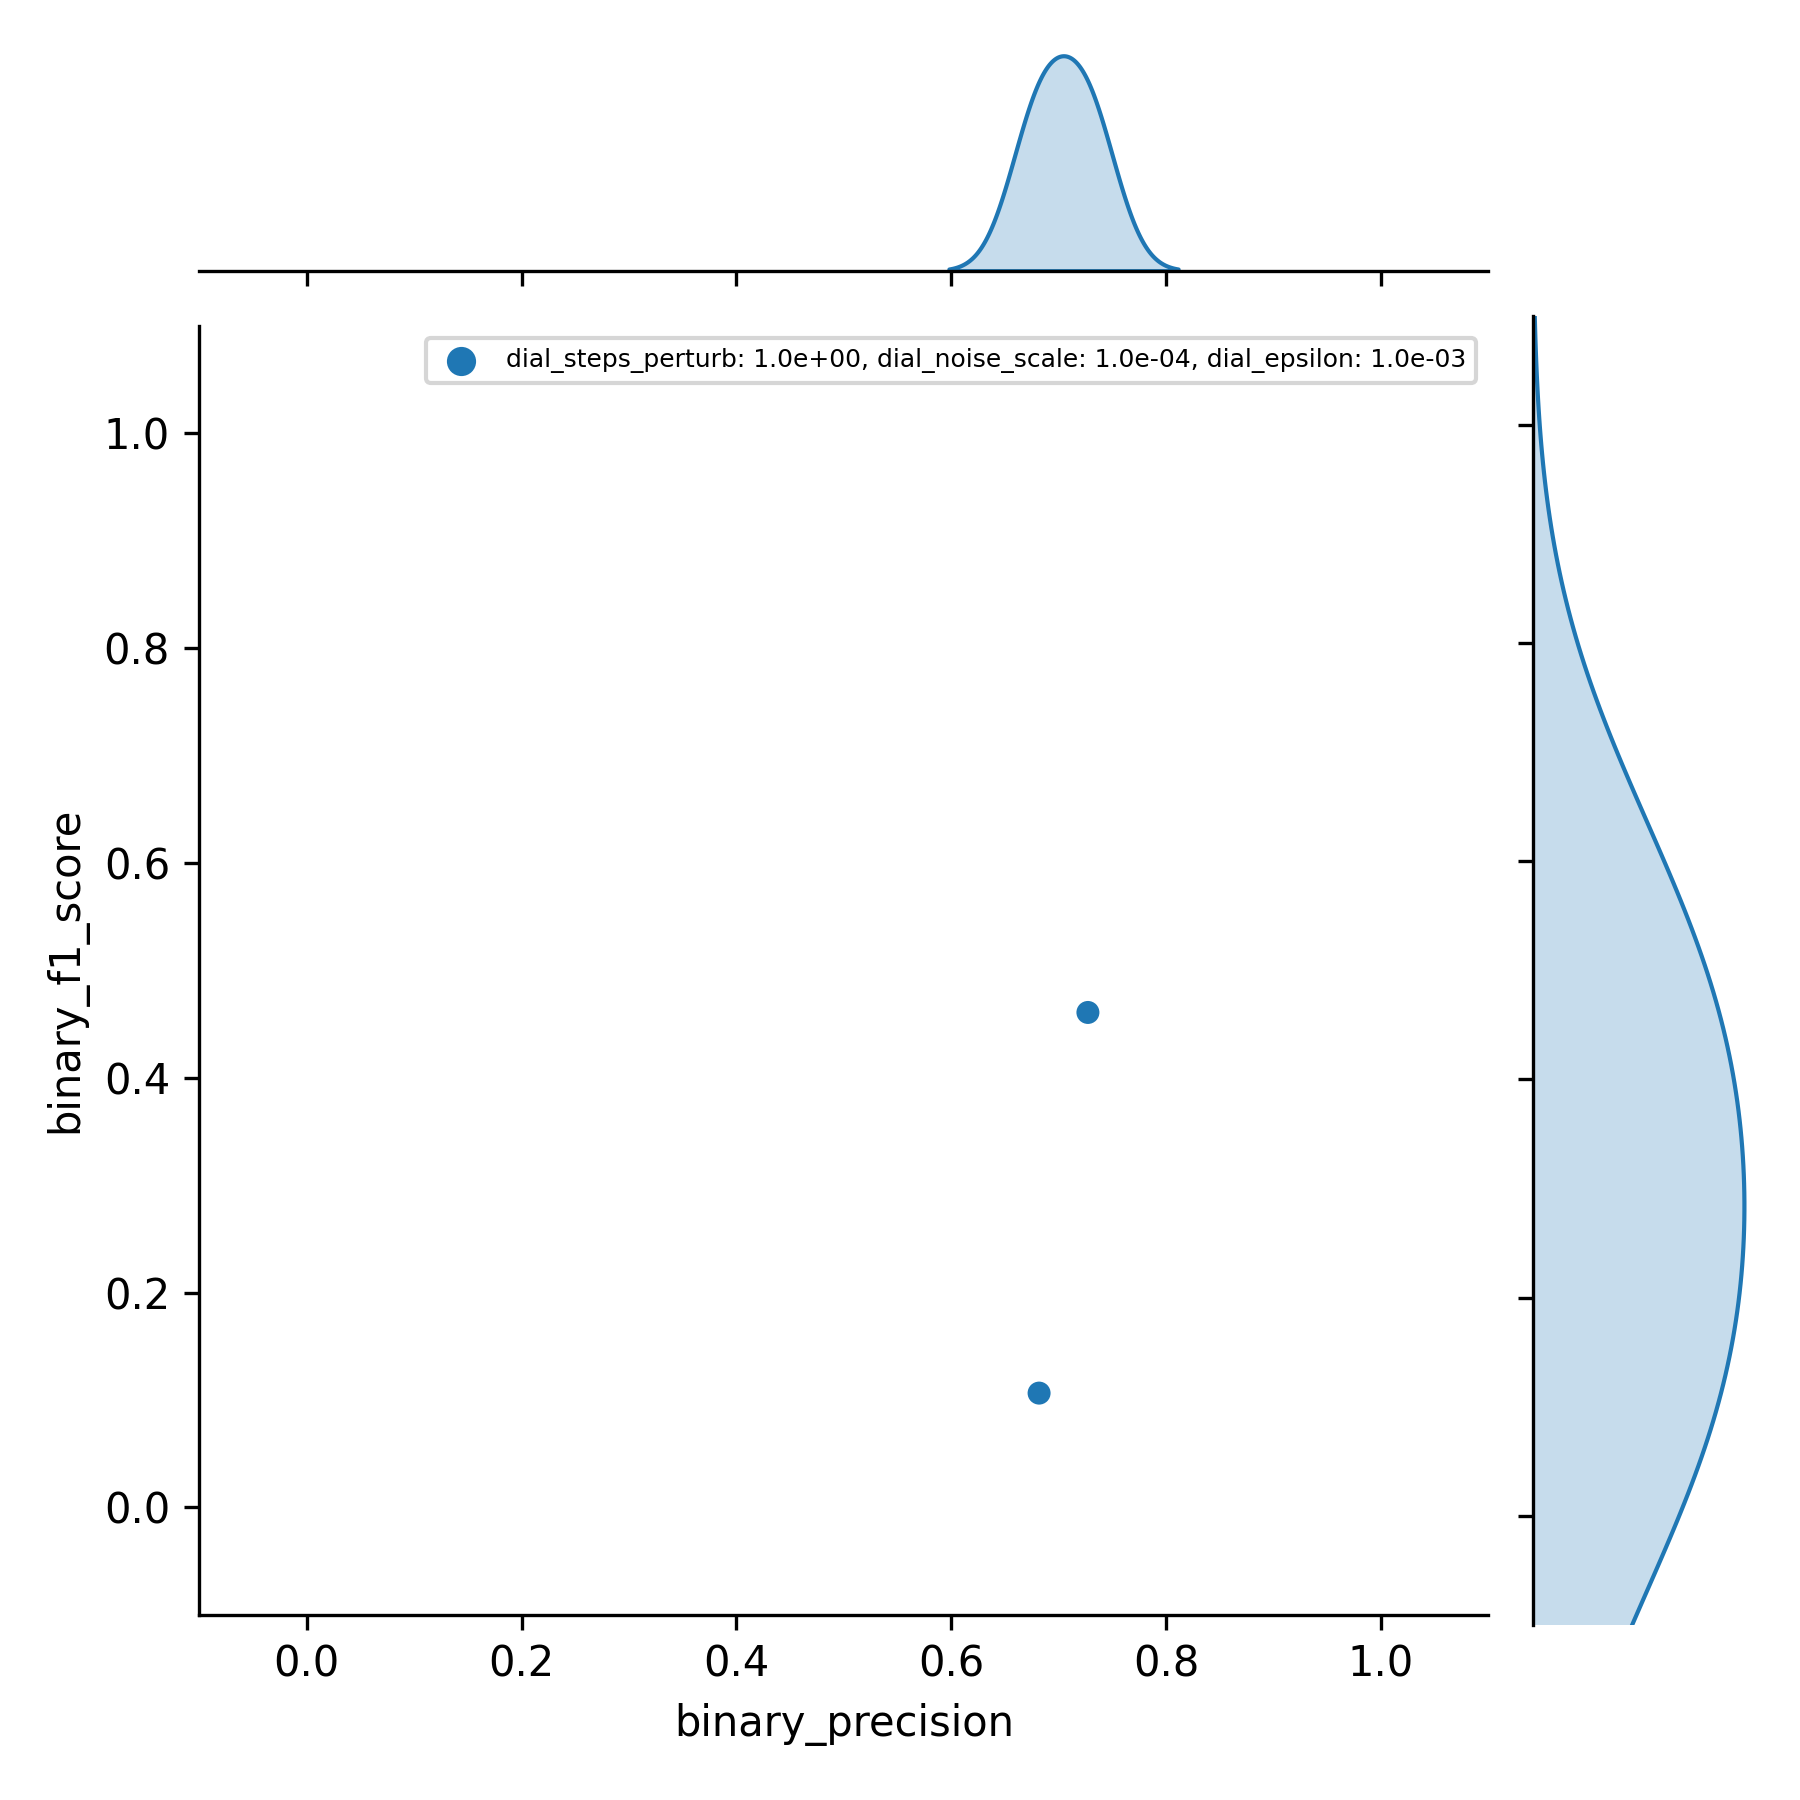 dial_steps_perturb: 1.0e+00, dial_noise_scale: 1.0e-04, dial_epsilon: 1.0e-03
1.0
0.8
0.6
0.4
0.2
0.0
binary_f1_score
0.0 0.2 0.4 0.6 0.8 1.0
binary_precision